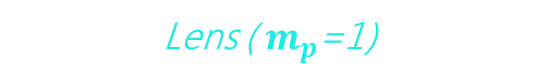 Lens ( mₚ =1)